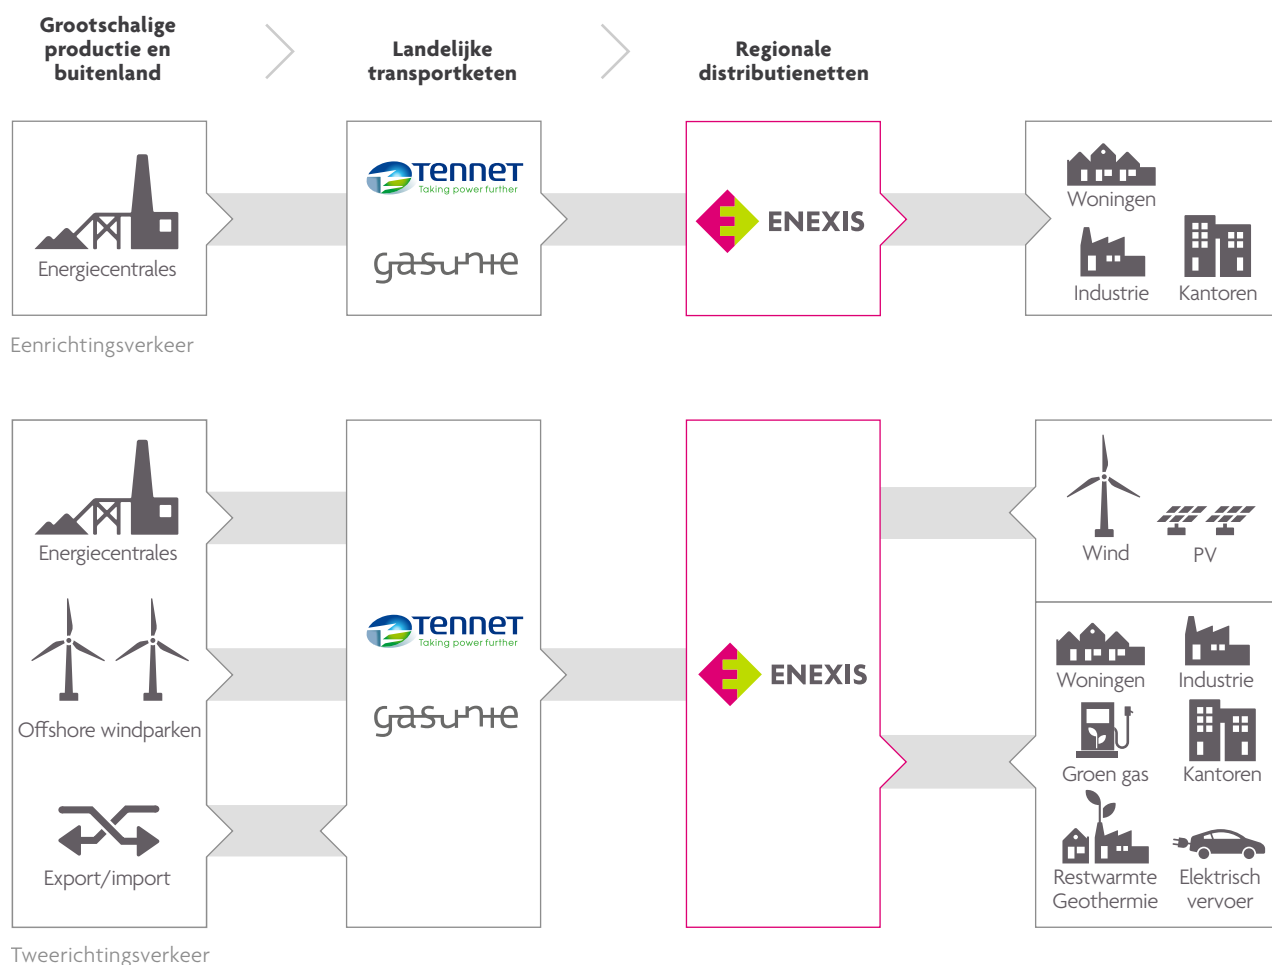 Grootschalige
productie en
buitenland
Landelijke
transportketen
Regionale
distributienetten
Energiecentrales
TenneT
Taking power further
gasunie
ENEXIS
Woningen
Industrie
Kantoren
Eenrichtingsverkeer
Energiecentrales
Offshore windparken
Export/import
TenneT
Taking power further
gasunie
ENEXIS
Wind
PV
Woningen
Industrie
Groen gas
Kantoren
Restwarmte
Geothermie
Elektrisch
vervoer
Tweerichtingsverkeer